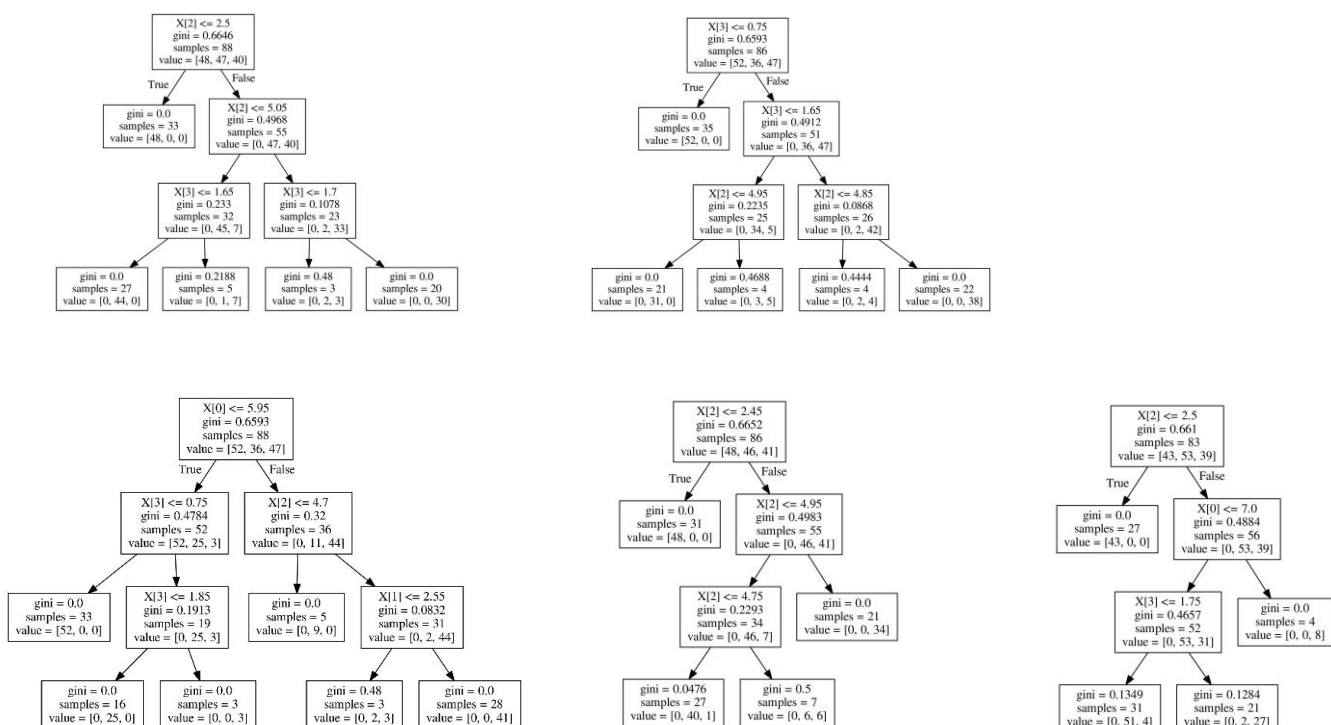 X[2] <= 2.5
gini = 0.6646
samples = 88
value = [48, 47, 40]
True
False
gini = 0.0
samples = 33
value = [48, 0, 0]
X[2] <= 5.05
gini = 0.4968
samples = 55
value = [0, 47, 40]
X[3] <= 1.65
gini = 0.233
samples = 32
value = [0, 45, 7]
X[3] <= 1.7
gini = 0.1078
samples = 23
value = [0, 2, 33]
gini = 0.0
samples = 27
value = [0, 44, 0]
gini = 0.2188
samples = 5
value = [0, 1, 7]
gini = 0.48
samples = 3
value = [0, 2, 3]
gini = 0.0
samples = 20
value = [0, 0, 30]
X[3] <= 0.75
gini = 0.6593
samples = 86
value = [52, 36, 47]
True
False
gini = 0.0
samples = 35
value = [52, 0, 0]
X[3] <= 1.65
gini = 0.4912
samples = 51
value = [0, 36, 47]
X[2] <= 4.95
gini = 0.2235
samples = 25
value = [0, 34, 5]
X[2] <= 4.85
gini = 0.0868
samples = 26
value = [0, 2, 42]
gini = 0.0
samples = 21
value = [0, 31, 0]
gini = 0.4688
samples = 4
value = [0, 3, 5]
gini = 0.4444
samples = 4
value = [0, 2, 4]
gini = 0.0
samples = 22
value = [0, 0, 38]
X[0] <= 5.95
gini = 0.6593
samples = 88
value = [52, 36, 47]
True
False
X[3] <= 0.75
gini = 0.4784
samples = 52
value = [52, 25, 3]
X[2] <= 4.7
gini = 0.32
samples = 36
value = [0, 11, 44]
gini = 0.0
samples = 33
value = [52, 0, 0]
X[3] <= 1.85
gini = 0.1913
samples = 19
value = [0, 25, 3]
gini = 0.0
samples = 5
value = [0, 9, 0]
X[1] <= 2.55
gini = 0.0832
samples = 31
value = [0, 2, 44]
gini = 0.0
samples = 16
value = [0, 25, 0]
gini = 0.0
samples = 3
value = [0, 0, 3]
gini = 0.48
samples = 3
value = [0, 2, 3]
gini = 0.0
samples = 28
value = [0, 0, 41]
X[2] <= 2.45
gini = 0.6652
samples = 86
value = [48, 46, 41]
True
False
gini = 0.0
samples = 31
value = [48, 0, 0]
X[2] <= 4.95
gini = 0.4983
samples = 55
value = [0, 46, 41]
X[2] <= 4.75
gini = 0.2293
samples = 34
value = [0, 46, 7]
gini = 0.0
samples = 21
value = [0, 0, 34]
gini = 0.0476
samples = 27
value = [0, 40, 1]
gini = 0.5
samples = 7
value = [0, 6, 6]
X[2] <= 2.5
gini = 0.661
samples = 83
value = [43, 53, 39]
True
False
gini = 0.0
samples = 27
value = [43, 0, 0]
X[0] <= 7.0
gini = 0.4884
samples = 56
value = [0, 53, 39]
X[3] <= 1.75
gini = 0.4657
samples = 52
value = [0, 53, 31]
gini = 0.0
samples = 4
value = [0, 0, 8]
gini = 0.1349
samples = 31
value = [0, 51, 4]
gini = 0.1284
samples = 21
value = [0, 2, 27]